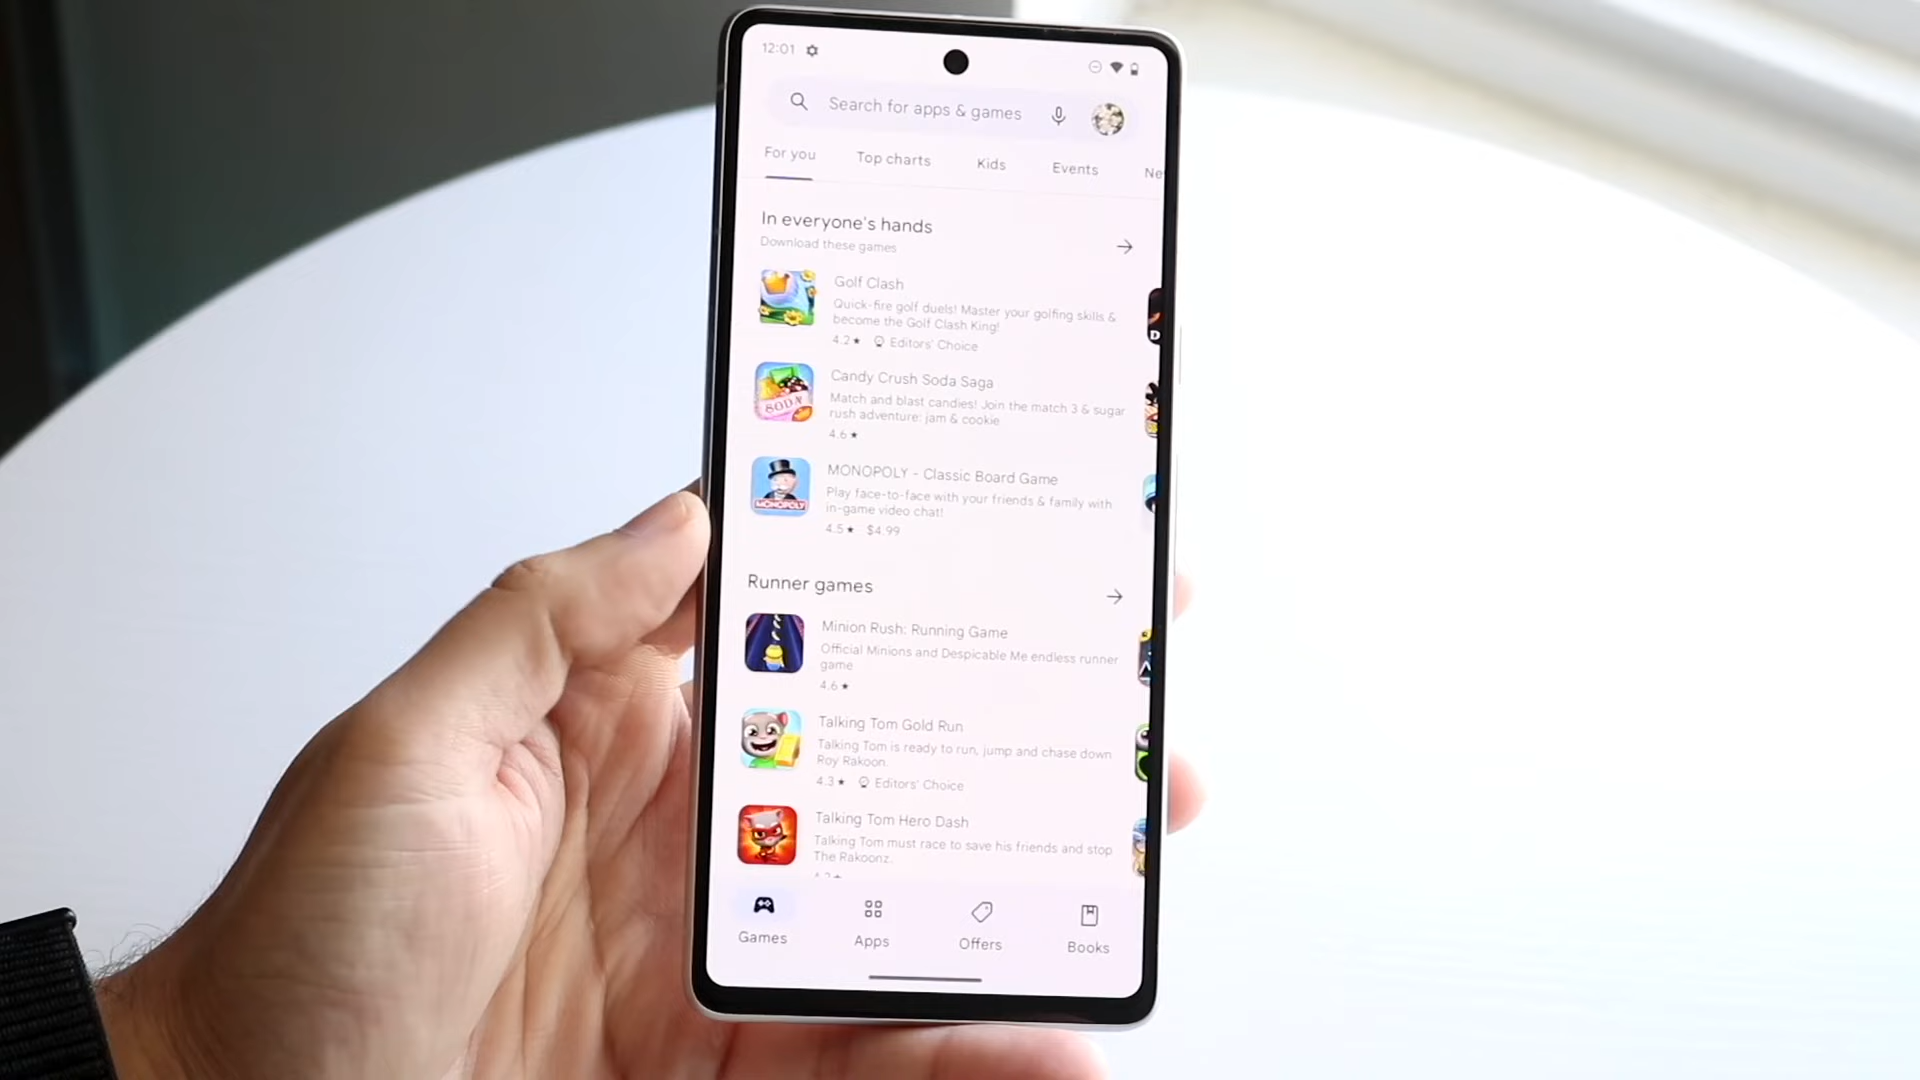 12:01
Search for apps & games
For you Top charts Kids Events Ne
In everyone's hands
Download these games
Golf Clash
Quick-fire golf duels! Master your golfing skills &
become the Golf Clash King!
4.2★ Editors' Choice
D
Candy Crush Soda Saga
Match and blast candies! Join the match 3 & sugar
rush adventure: jam & cookie
4.6★
SODA
MONOPOLY - Classic Board Game
Play face-to-face with your friends & family with
in-game video chat!
4.5★ $4.99
MONOPOLY
Runner games
Minion Rush: Running Game
Official Minions and Despicable Me endless runner
game
4.6★
Talking Tom Gold Run
Talking Tom is ready to run, jump and chase down
Roy Rakoon.
4.3★ Editors' Choice
Talking Tom Hero Dash
Talking Tom must race to save his friends and stop
The Rakoonz.
Games Apps Offers Books